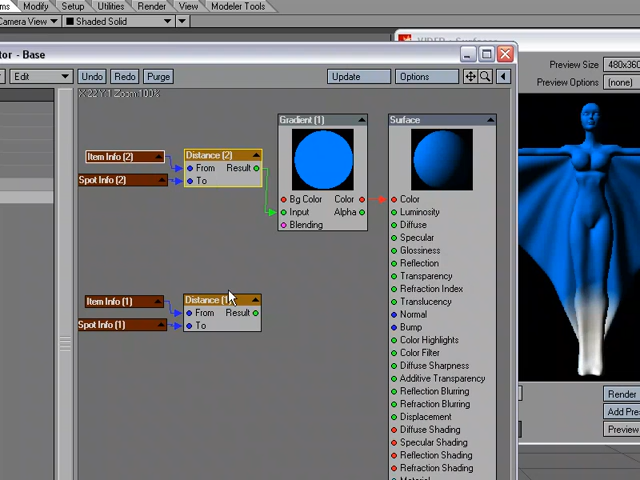 Modify Setup Utilities Render View Modeler Tools
Camera View Shaded Solid
tor - Base
Edit Undo Redo Purge Update Options
X:22 Y:1 Zoom:100%
Preview Size 480x360
Preview Options (none)
Gradient (1)
Surface
Item Info (2)
Distance (2)
From Result
Spot Info (2)
To
Bg Color Color
Input Alpha
Blending
Color
Luminosity
Diffuse
Specular
Glossiness
Reflection
Transparency
Refraction Index
Translucency
Normal
Bump
Color Highlights
Color Filter
Diffuse Sharpness
Additive Transparency
Reflection Blurring
Refraction Blurring
Displacement
Diffuse Shading
Specular Shading
Reflection Shading
Refraction Shading
Material
Item Info (1)
Distance (1)
From Result
Spot Info (1)
To
Render
Add Pres
Preview